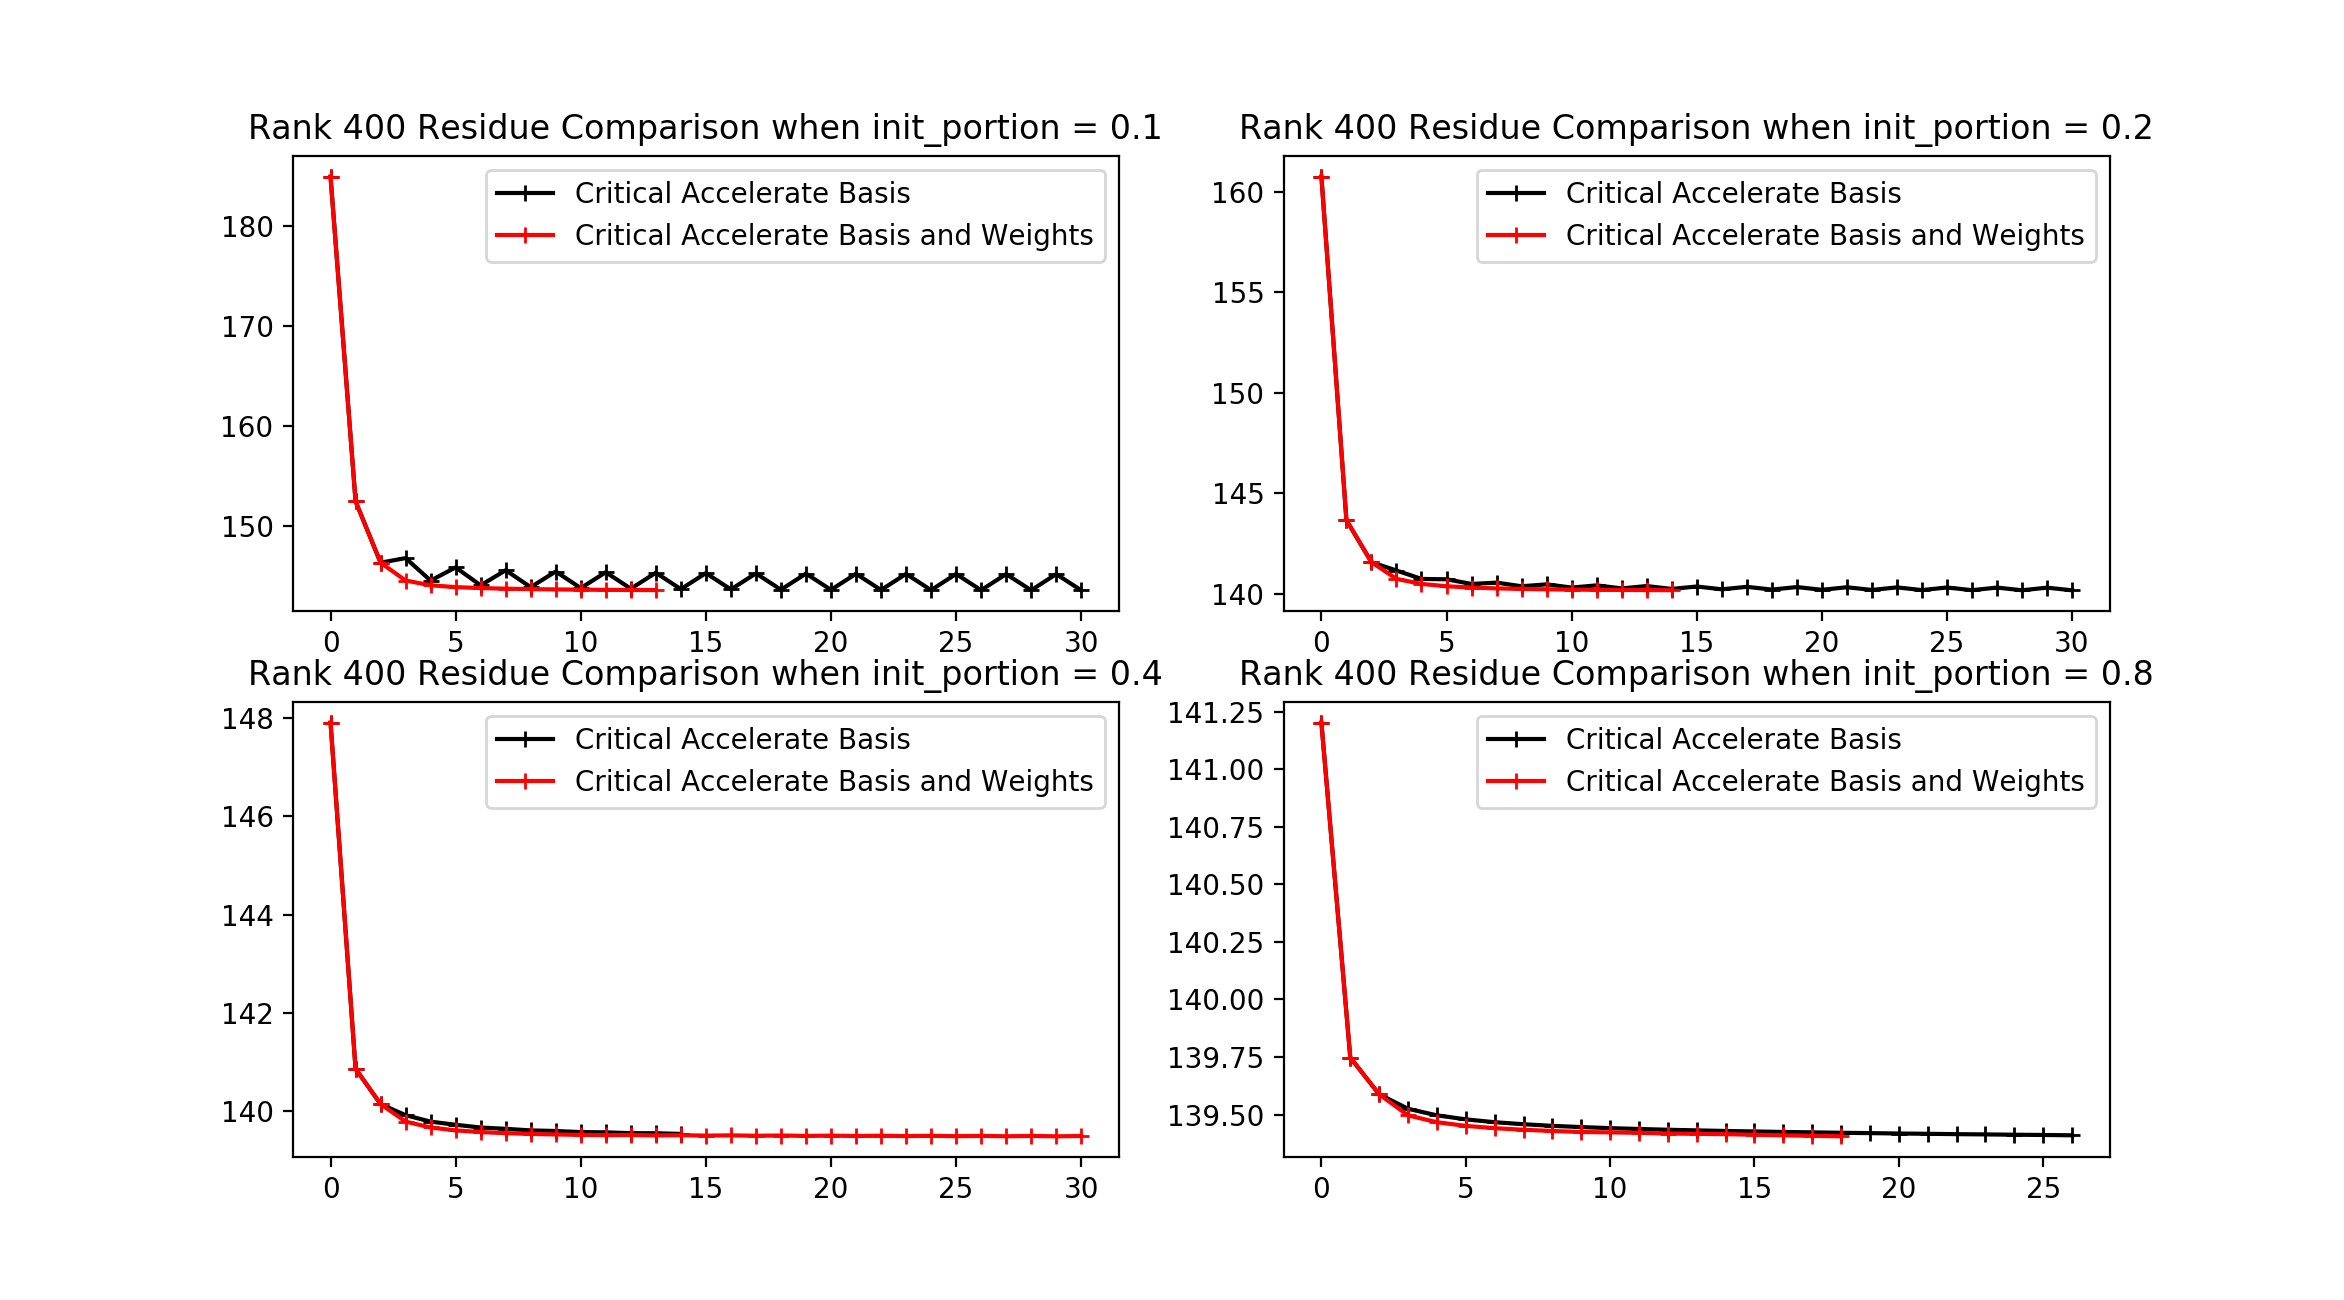 Rank 400 Residue Comparison when init_portion = 0.1
Critical Accelerate Basis
Critical Accelerate Basis and Weights
180
170
160
150
0 5 10 15 20 25 30
Rank 400 Residue Comparison when init_portion = 0.2
Critical Accelerate Basis
Critical Accelerate Basis and Weights
160
155
150
145
140
0 5 10 15 20 25 30
Rank 400 Residue Comparison when init_portion = 0.4
Critical Accelerate Basis
Critical Accelerate Basis and Weights
148
146
144
142
140
0 5 10 15 20 25 30
Rank 400 Residue Comparison when init_portion = 0.8
Critical Accelerate Basis
Critical Accelerate Basis and Weights
141.25
141.00
140.75
140.50
140.25
140.00
139.75
139.50
0 5 10 15 20 25